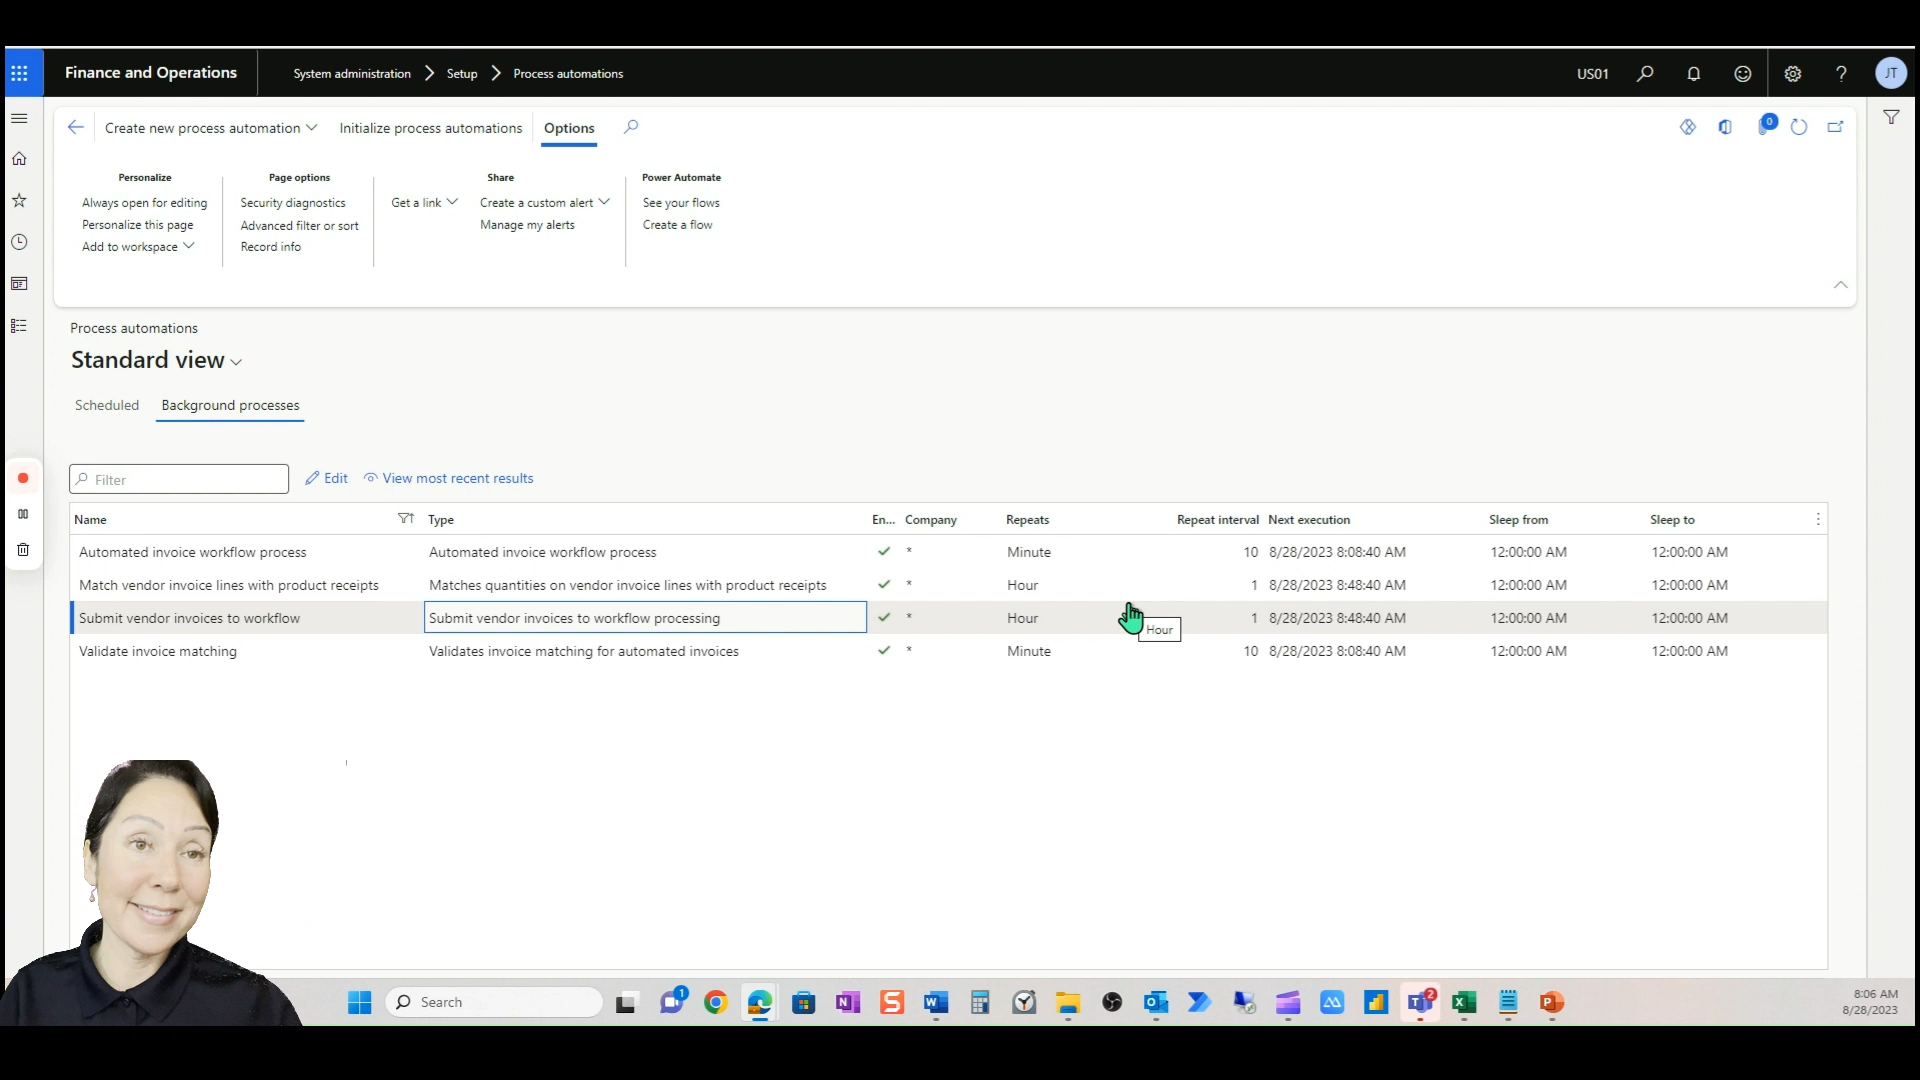 Finance and Operations System administration Setup Process automations US01 JT
Create new process automation Initialize process automations Options 0
Personalize Page options Share Power Automate
Always open for editing Security diagnostics Get a link Create a custom alert See your flows
Personalize this page Advanced filter or sort Manage my alerts Create a flow
Add to workspace Record info
Process automations
Standard view
Scheduled Background processes
Filter Edit View most recent results
Name Type En... Company Repeats Repeat interval Next execution Sleep from Sleep to
Automated invoice workflow process Automated invoice workflow process * Minute 10 8/28/2023 8:08:40 AM 12:00:00 AM 12:00:00 AM
Match vendor invoice lines with product receipts Matches quantities on vendor invoice lines with product receipts * Hour 1 8/28/2023 8:48:40 AM 12:00:00 AM 12:00:00 AM
Submit vendor invoices to workflow Submit vendor invoices to workflow processing * Hour 1 8/28/2023 8:48:40 AM 12:00:00 AM 12:00:00 AM
Hour
Validate invoice matching Validates invoice matching for automated invoices * Minute 10 8/28/2023 8:08:40 AM 12:00:00 AM 12:00:00 AM
Search 1 2 8:06 AM
8/28/2023